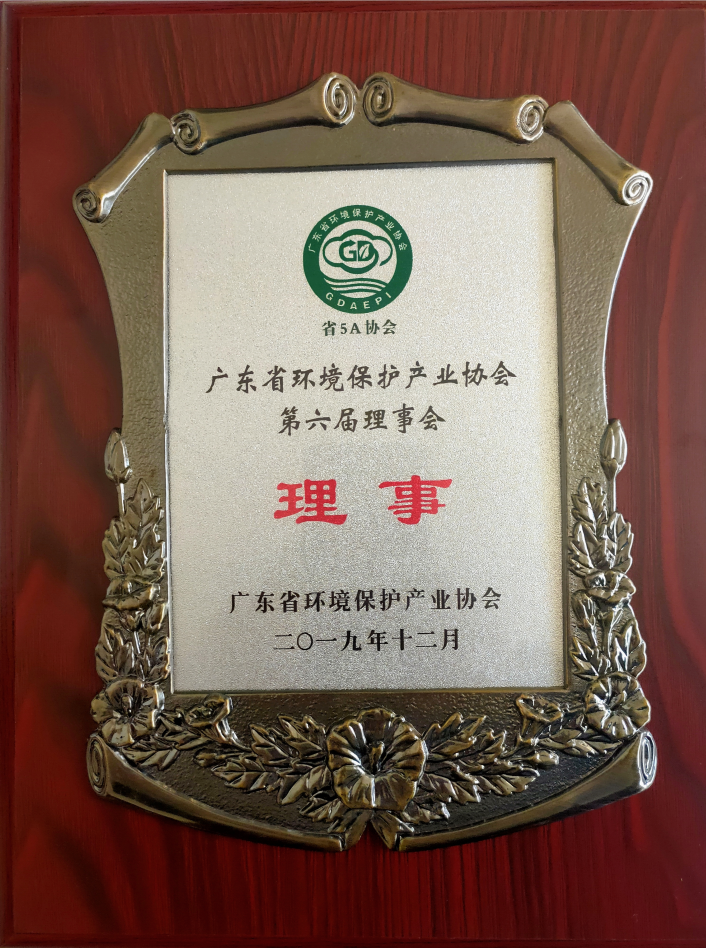 广东省环境保护产业协会
GD
GDAEPI
省5A协会
广东省环境保护产业协会
第六届理事会
理事
广东省环境保护产业协会
二〇一九年十二月